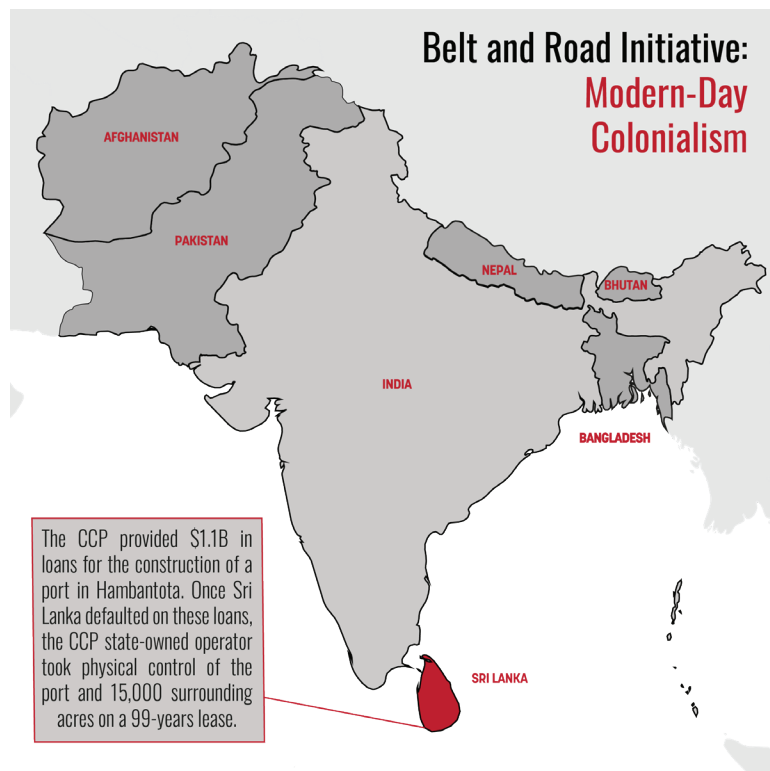 Belt and Road Initiative:
Modern-Day
Colonialism
AFGHANISTAN
PAKISTAN
NEPAL
BHUTAN
INDIA
BANGLADESH
The CCP provided $1.1B in
loans for the construction of a
port in Hambantota. Once Sri
Lanka defaulted on these loans,
the CCP state-owned operator
took physical control of the
port and 15,000 surrounding
acres on a 99-years lease.
SRI LANKA